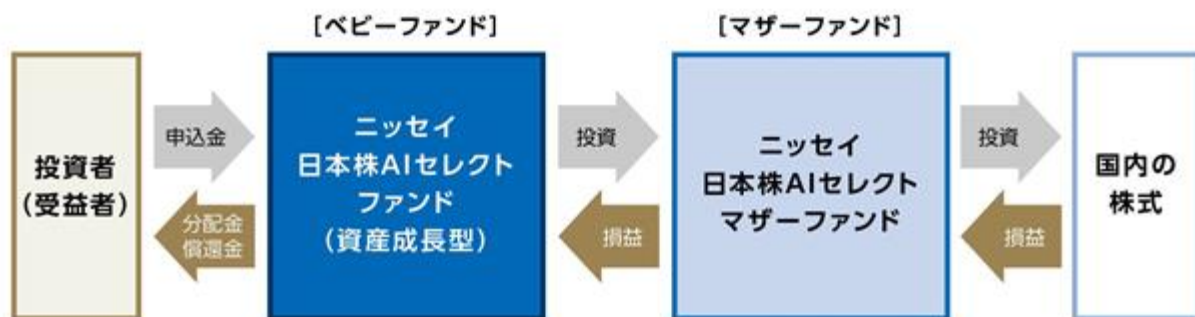 [ベビーファンド]
[マザーファンド]
投資者
(受益者)
申込金
分配金
償還金
ニッセイ
日本株AIセレクト
ファンド
(資産成長型)
投資
損益
ニッセイ
日本株AIセレクト
マザーファンド
投資
損益
国内の
株式